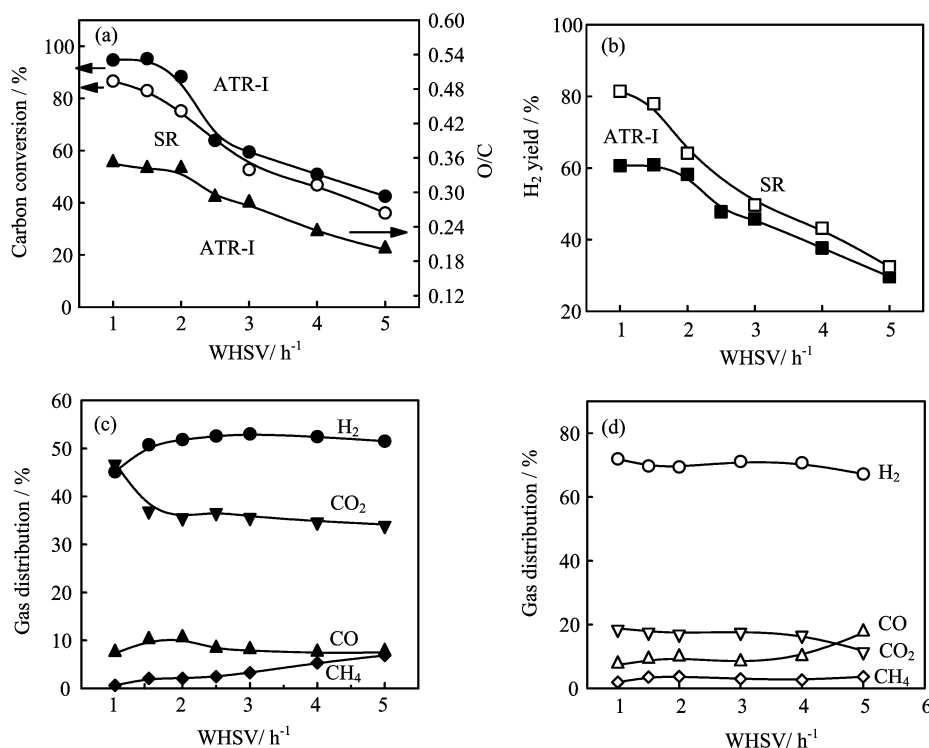 (a)
Carbon conversion / %
100
80
60
40
20
0
0.60
0.54
0.48
0.42
0.36
0.30
0.24
0.18
0.12
O/C
ATR-I
SR
ATR-I
1 2 3 4 5
WHSV/ h⁻¹
(b)
H₂ yield / %
80
60
40
20
ATR-I
SR
1 2 3 4 5
WHSV/ h⁻¹
(c)
Gas distribution / %
60
50
40
30
20
10
0
H₂
CO₂
CO
CH₄
1 2 3 4 5
WHSV/ h⁻¹
(d)
Gas distribution / %
80
60
40
20
0
H₂
CO
CO₂
CH₄
1 2 3 4 5 6
WHSV/ h⁻¹